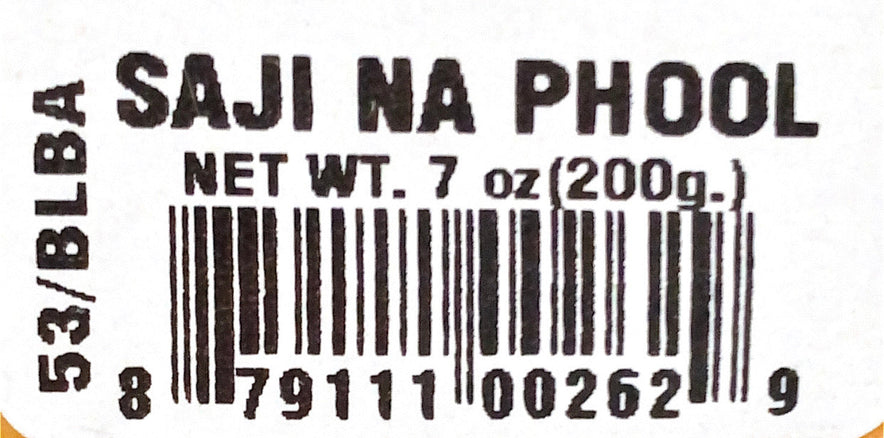 SAJI NA PHOOL
NET WT. 7 oz(200g.)
53/BLBA
8 79111 00262 9